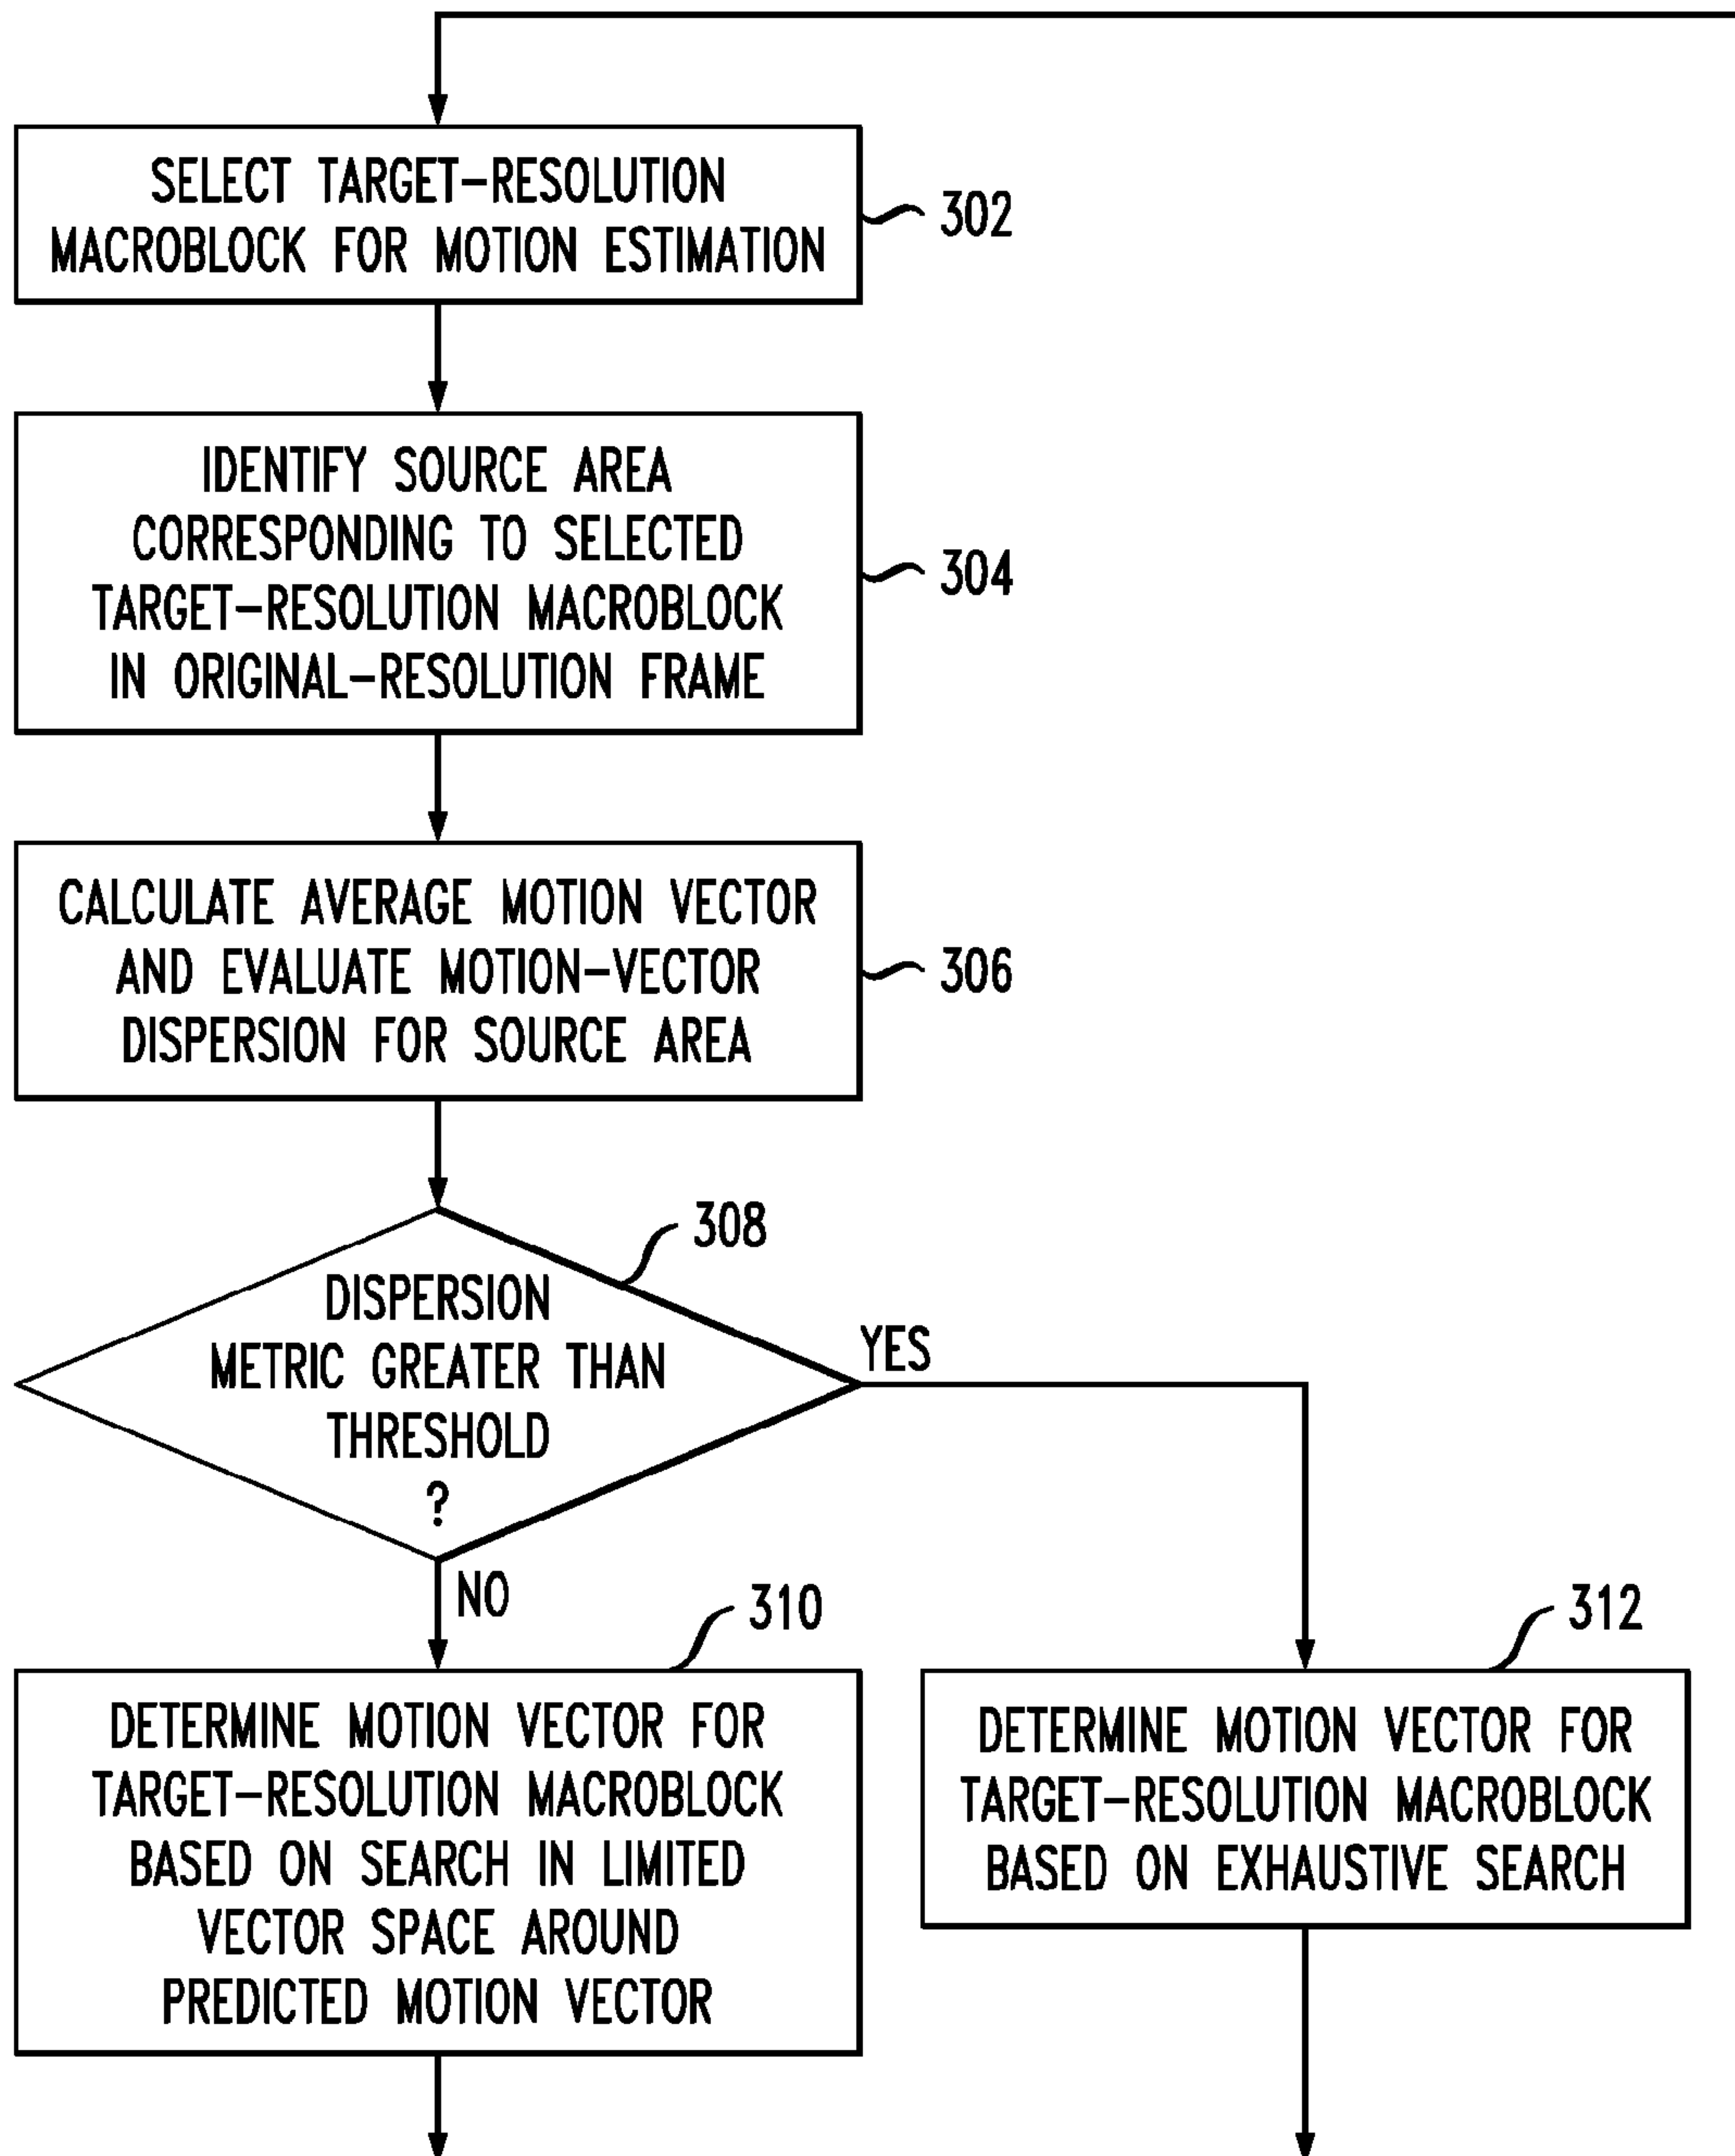 SELECT TARGET-RESOLUTION
MACROBLOCK FOR MOTION ESTIMATION
302
IDENTIFY SOURCE AREA
CORRESPONDING TO SELECTED
TARGET-RESOLUTION MACROBLOCK
IN ORIGINAL-RESOLUTION FRAME
304
CALCULATE AVERAGE MOTION VECTOR
AND EVALUATE MOTION-VECTOR
DISPERSION FOR SOURCE AREA
306
308
DISPERSION
METRIC GREATER THAN
THRESHOLD
?
YES
NO
310
DETERMINE MOTION VECTOR FOR
TARGET-RESOLUTION MACROBLOCK
BASED ON SEARCH IN LIMITED
VECTOR SPACE AROUND
PREDICTED MOTION VECTOR
312
DETERMINE MOTION VECTOR FOR
TARGET-RESOLUTION MACROBLOCK
BASED ON EXHAUSTIVE SEARCH